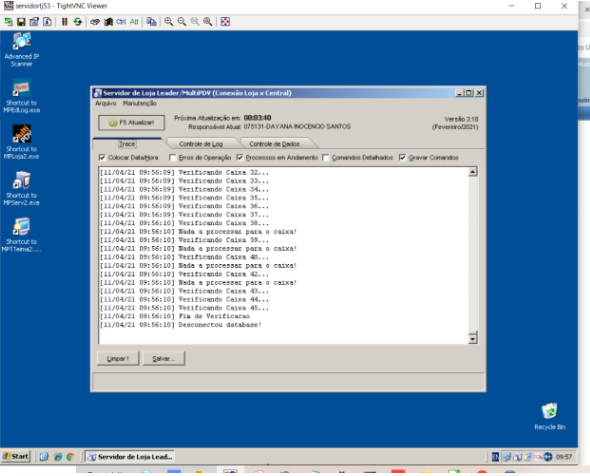 servidorlj53 - TightVNC Viewer
Ctrl Alt
Advanced IP
Scanner
Shortcut to
MPEdLog.exe
Shortcut to
MPLoja2.exe
Shortcut to
MPServ2.exe
Shortcut to
MPTTeima2....
Servidor de Loja Leader/MultiPDV (Conexão Loja x Central)
Arquivo Manutenção
F5 Atualizar!
Próxima Atualização em: 00:03:40
Responsável Atual: 075131-DAYANA INOCENCIO SANTOS
Versão 3.18
(Fevereiro/2021)
Trace Controle de Log Controle de Dados
Colocar Data/Hora Erros de Operação Processos em Andamento Comandos Detalhados Gravar Comandos
[11/04/21 09:56:09] Verificando Caixa 32...
[11/04/21 09:56:09] Verificando Caixa 33...
[11/04/21 09:56:09] Verificando Caixa 34...
[11/04/21 09:56:09] Verificando Caixa 35...
[11/04/21 09:56:09] Verificando Caixa 36...
[11/04/21 09:56:09] Verificando Caixa 37...
[11/04/21 09:56:10] Verificando Caixa 38...
[11/04/21 09:56:10] Nada a processar para o caixa!
[11/04/21 09:56:10] Verificando Caixa 39...
[11/04/21 09:56:10] Nada a processar para o caixa!
[11/04/21 09:56:10] Verificando Caixa 40...
[11/04/21 09:56:10] Nada a processar para o caixa!
[11/04/21 09:56:10] Verificando Caixa 42...
[11/04/21 09:56:10] Nada a processar para o caixa!
[11/04/21 09:56:10] Verificando Caixa 43...
[11/04/21 09:56:10] Verificando Caixa 44...
[11/04/21 09:56:10] Verificando Caixa 45...
[11/04/21 09:56:10] Fim de Verificacao
[11/04/21 09:56:10] Desconectou database!
Limpar! Salvar...
Recycle Bin
Start Servidor de Loja Lead... 09:57